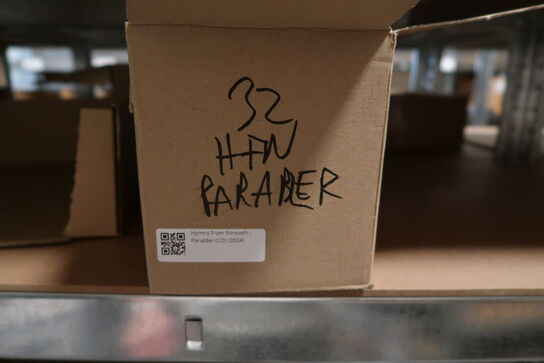 32
HFN
PARABLER
Hymns from Nineveh -
Parabler (CD) (2024)